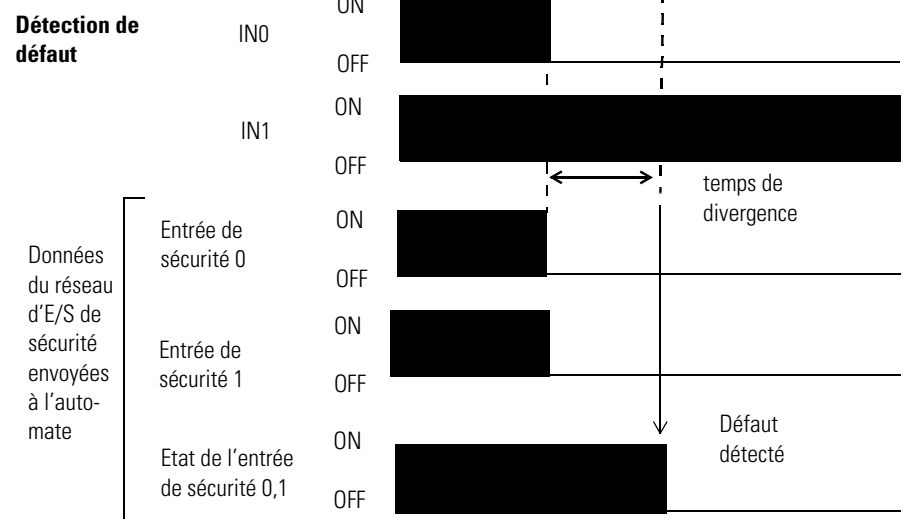 Détection de
défaut
ON
IN0
OFF
ON
IN1
OFF
temps de
divergence
Données
du réseau
d'E/S de
sécurité
envoyées
à l'auto-
mate
Entrée de
sécurité 0
ON
OFF
Entrée de
sécurité 1
ON
OFF
Défaut
détecté
Etat de l'entrée
de sécurité 0,1
ON
OFF